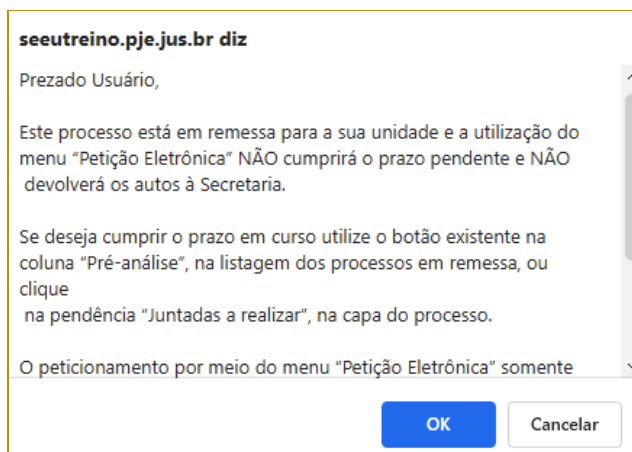 seeutreino.pje.jus.br diz
Prezado Usuário,
Este processo está em remessa para a sua unidade e a utilização do
menu “Petição Eletrônica” NÃO cumprirá o prazo pendente e NÃO
devolverá os autos à Secretaria.
Se deseja cumprir o prazo em curso utilize o botão existente na
coluna “Pré-análise”, na listagem dos processos em remessa, ou
clique
na pendência “Juntadas a realizar”, na capa do processo.
O peticionamento por meio do menu “Petição Eletrônica” somente
OK
Cancelar